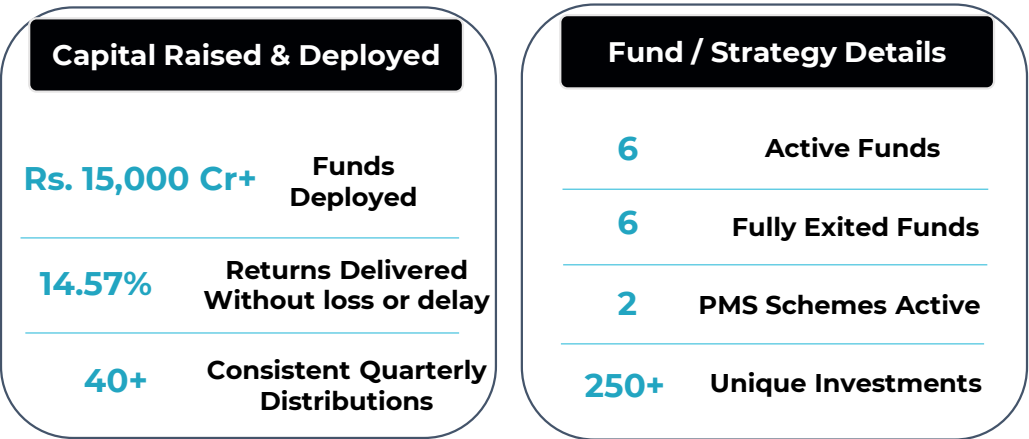 Capital Raised & Deployed
Rs. 15,000 Cr+
Funds
Deployed
14.57%
Returns Delivered
Without loss or delay
40+
Consistent Quarterly
Distributions
Fund / Strategy Details
6
Active Funds
6
Fully Exited Funds
2
PMS Schemes Active
250+
Unique Investments